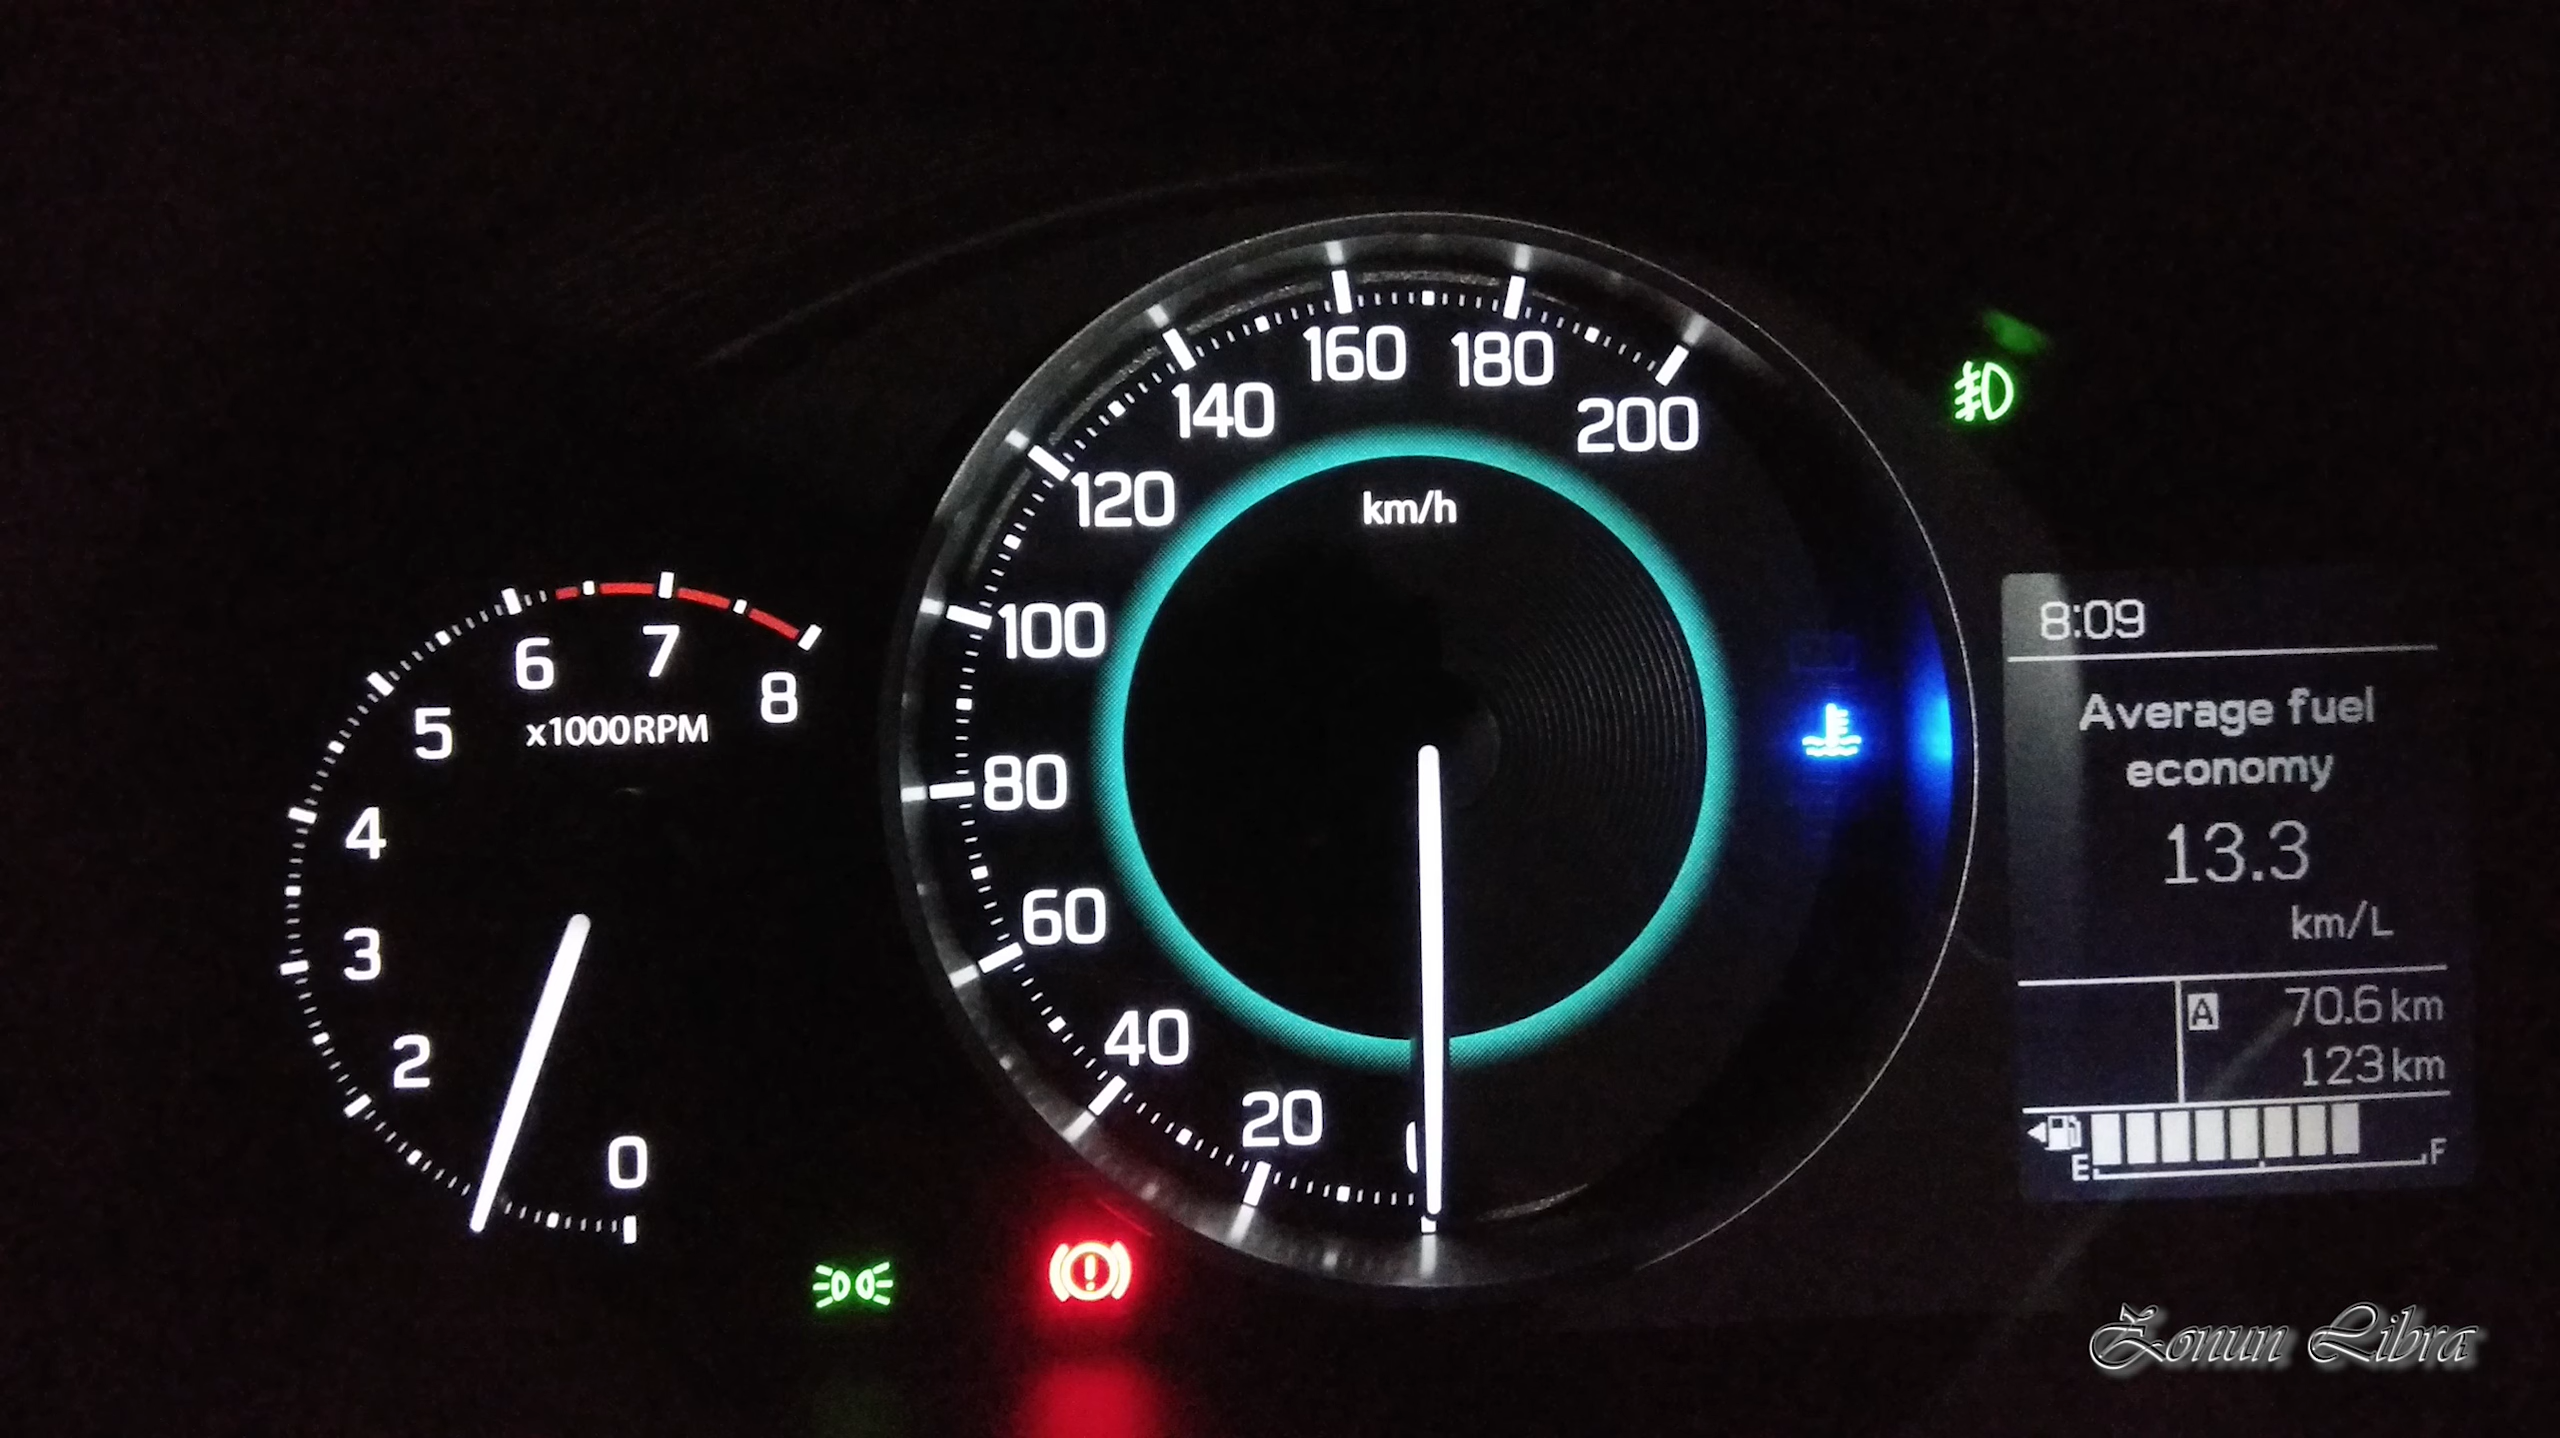 0
2
3
4
5
6
7
8
x1000RPM
20
40
60
80
100
120
140
160
180
200
km/h
8:09
Average fuel
economy
13.3
km/L
A 70.6 km
123 km
E F
Zonun Libra